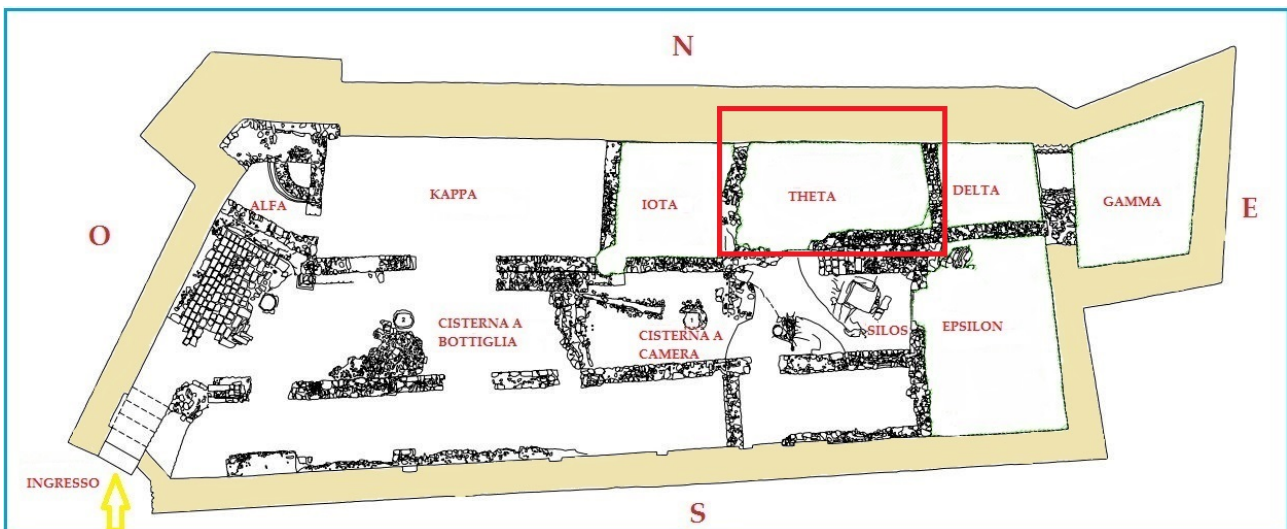 N
KAPPA
ALFA
IOTA
THETA
DELTA
GAMMA
O
E
CISTERNA A
BOTTIGLIA
CISTERNA A
CAMERA
SILOS
EPSILON
INGRESSO
S